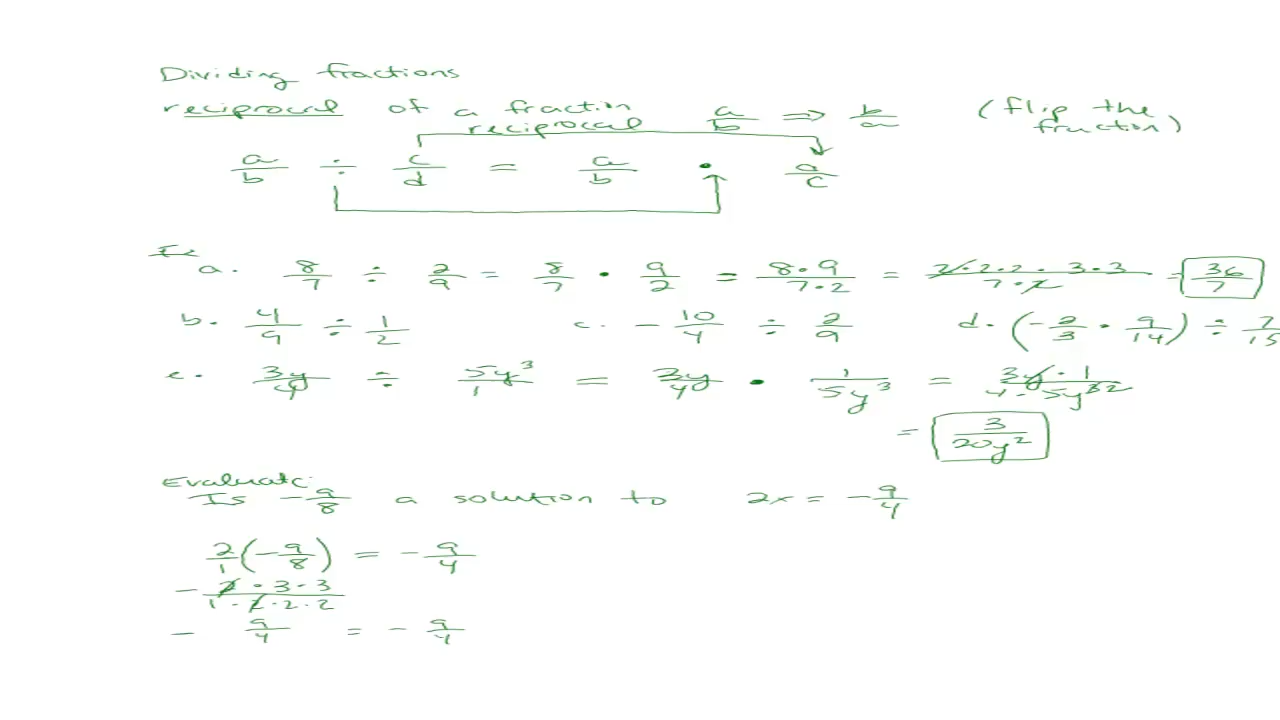 Dividing fractions
reciprocal of a fraction a/b ⇒ b/a (flip the fraction)
reciprocal
a/b ÷ c/d = a/b · d/c
a. 8/7 ÷ 2/9 = 8/7 · 9/2 = 8·9/7·2 = 2·2·2·3·3/7·2 = 36/7
b. 4/9 ÷ 1/2 c. -10/4 ÷ 2/9 d. (-2/3 · 9/14) ÷ 7/15
e. 3y/4 ÷ 5y³/1 = 3y/4 · 1/5y³ = 3y·1/4·5y³² 
= 3/20y²
Evaluate:
Is -9/8 a solution to 2x = -9/4
2/1(-9/8) = -9/4
-2·3·3/1·2·2·2
-9/4 = -9/4